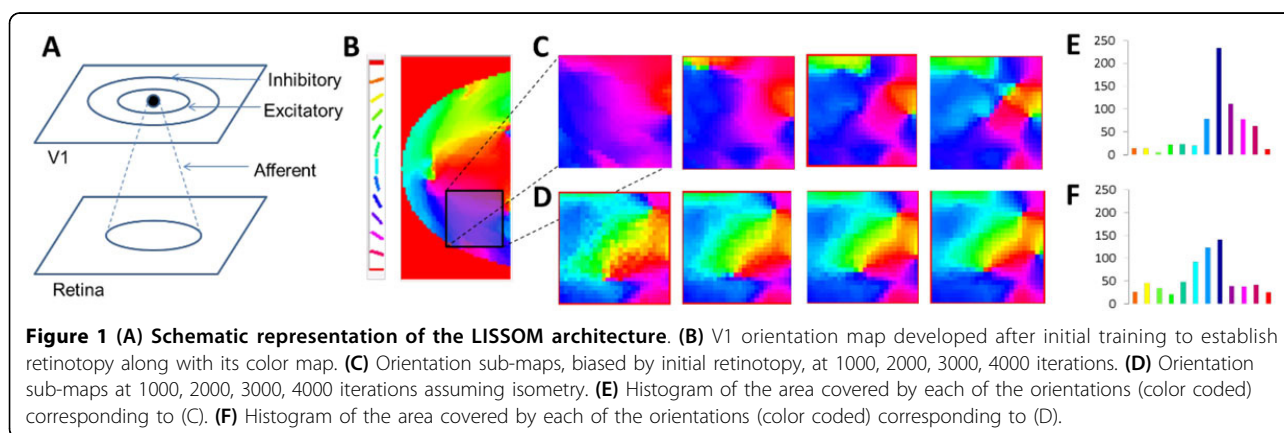 A
Inhibitory
Excitatory
V1
Afferent
Retina
B
C
D
E
250
200
150
100
50
0
F
250
200
150
100
50
0
Figure 1 (A) Schematic representation of the LISSOM architecture. (B) V1 orientation map developed after initial training to establish
retinotopy along with its color map. (C) Orientation sub-maps, biased by initial retinotopy, at 1000, 2000, 3000, 4000 iterations. (D) Orientation
sub-maps at 1000, 2000, 3000, 4000 iterations assuming isometry. (E) Histogram of the area covered by each of the orientations (color coded)
corresponding to (C). (F) Histogram of the area covered by each of the orientations (color coded) corresponding to (D).